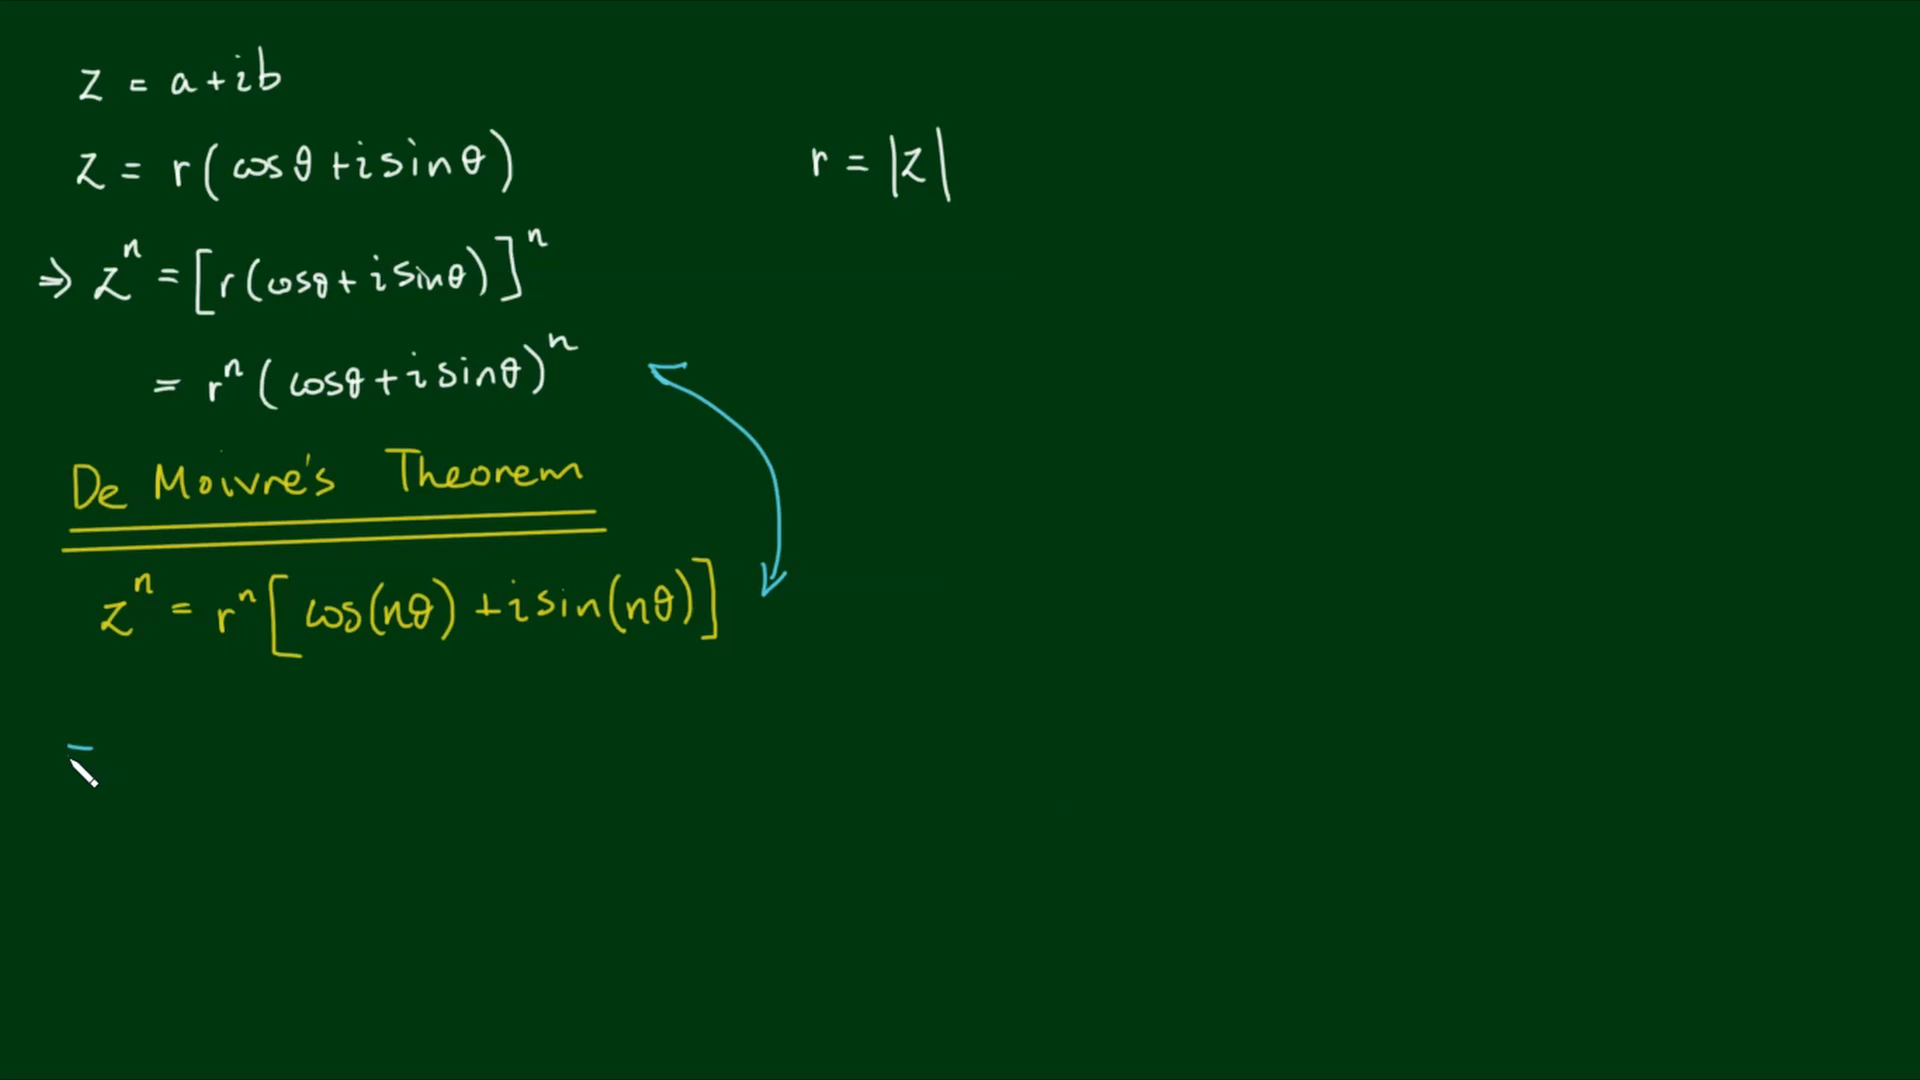 z = a+ib
z = r(cosθ +isinθ)
r = |z|
⇒ zⁿ = [r(cosθ+ isinθ)]ⁿ
= rⁿ(cosθ+isinθ)ⁿ
De Moivre's Theorem
zⁿ = rⁿ[cos(nθ) +isin(nθ)]